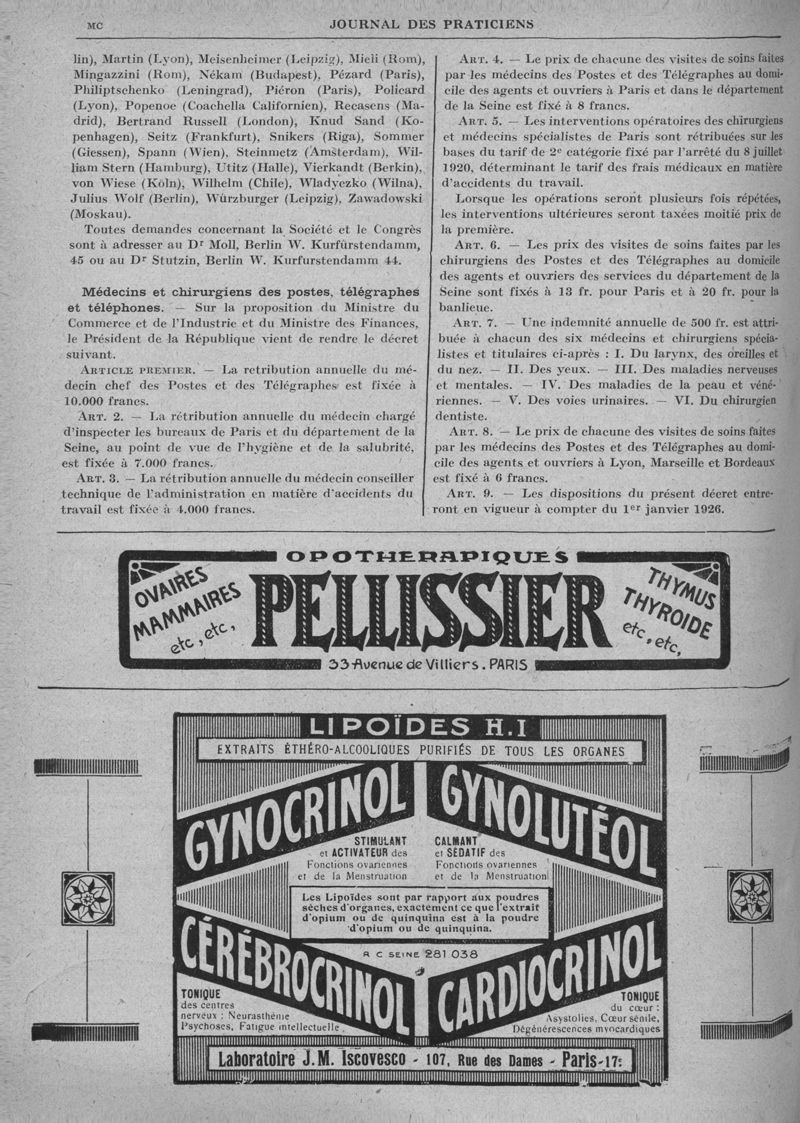 MC
JOURNAL DES PRATICIENS
lin), Martin (Lyon), Meisenheimer (Leipzig), Mieli (Rom),
Mingazzini (Rom), Nékam (Budapest), Pézard (Paris),
Philiptschenko (Leningrad), Piéron (Paris), Policard
(Lyon), Popenoe (Coachella Californien), Recasens (Ma-
drid), Bertrand Russell (London), Knud Sand (Ko-
penhagen), Seitz (Frankfurt), Snikers (Riga), Sommer
(Giessen), Spann (Wien), Steinmetz (Amsterdam), Wil-
liam Stern (Hamburg), Utitz (Halle), Vierkandt (Berkin),
von Wiese (Köln), Wilhelm (Chile), Wladyczko (Wilna),
Julius Wolf (Berlin), Würzburger (Leipzig), Zawadowski
(Moskau).
Toutes demandes concernant la Société et le Congrès
sont à adresser au Dr Moll, Berlin W. Kurfürstendamm,
45 ou au Dr Stutzin, Berlin W. Kurfurstendamm 44.
Médecins et chirurgiens des postes, télégraphes
et téléphones. — Sur la proposition du Ministre du
Commerce et de l'Industrie et du Ministre des Finances,
le Président de la République vient de rendre le décret
suivant.
ARTICLE PREMIER. — La retribution annuelle du mé-
decin chef des Postes et des Télégraphes est fixée à
10.000 francs.
ART. 2. — La rétribution annuelle du médecin chargé
d'inspecter les bureaux de Paris et du département de la
Seine, au point de vue de l'hygiène et de la salubrité,
est fixée à 7.000 francs.
ART. 3. — La rétribution annuelle du médecin conseiller
technique de l'administration en matière d'accidents du
travail est fixée à 4.000 francs.
ART. 4. — Le prix de chacune des visites de soins faites
par les médecins des Postes et des Télégraphes au domi-
cile des agents et ouvriers à Paris et dans le département
de la Seine est fixé à 8 francs.
ART. 5. — Les interventions opératoires des chirurgiens
et médecins spécialistes de Paris sont rétribuées sur les
bases du tarif de 2e catégorie fixé par l'arrêté du 8 juillet
1920, déterminant le tarif des frais médicaux en matière
d'accidents du travail.
Lorsque les opérations seront plusieurs fois répétées,
les interventions ultérieures seront taxées moitié prix de
la première.
ART. 6. — Les prix des visites de soins faites par les
chirurgiens des Postes et des Télégraphes au domicile
des agents et ouvriers des services du département de la
Seine sont fixés à 13 fr. pour Paris et à 20 fr. pour la
banlieue.
ART. 7. — Une indemnité annuelle de 500 fr. est attri-
buée à chacun des six médecins et chirurgiens spécia-
listes et titulaires ci-après : I. Du larynx, des oreilles et
du nez. — II. Des yeux. — III. Des maladies nerveuses
et mentales. — IV. Des maladies de la peau et véné-
riennes. — V. Des voies urinaires. — VI. Du chirurgien
dentiste.
ART. 8. — Le prix de chacune des visites de soins faites
par les médecins des Postes et des Télégraphes au domi-
cile des agents et ouvriers à Lyon, Marseille et Bordeaux
est fixé à 6 francs.
ART. 9. — Les dispositions du présent décret entre-
ront en vigueur à compter du 1er janvier 1926.
OPOTHERAPIQUES
OVAIRES
MAMMAIRES
etc, etc,
PELLISSIER
THYMUS
THYROIDE
etc, etc,
33 Avenue de Villiers. PARIS
LIPOÏDES H.I
EXTRAITS ÉTHÉRO-ALCOOLIQUES PURIFIÉS DE TOUS LES ORGANES
GYNOCRINOL
STIMULANT
et ACTIVATEUR des
Fonctions ovariennes
et de la Menstruation
GYNOLUTÉOL
CALMANT
et SÉDATIF des
Fonctions ovariennes
et de la Menstruation
Les Lipoïdes sont par rapport aux poudres
sèches d'organes, exactement ce que l'extrait
d'opium ou de quinquina est à la poudre
d'opium ou de quinquina.
R C SEINE 281 038
CÉRÉBROCRINOL
TONIQUE
des centres
nerveux : Neurasthénie
Psychoses, Fatigue intellectuelle.
CARDIOCRINOL
TONIQUE
du cœur :
Asystolies, Cœur sénile,
Dégénérescences myocardiques
Laboratoire J.M. Iscovesco - 107, Rue des Dames - Paris-17e